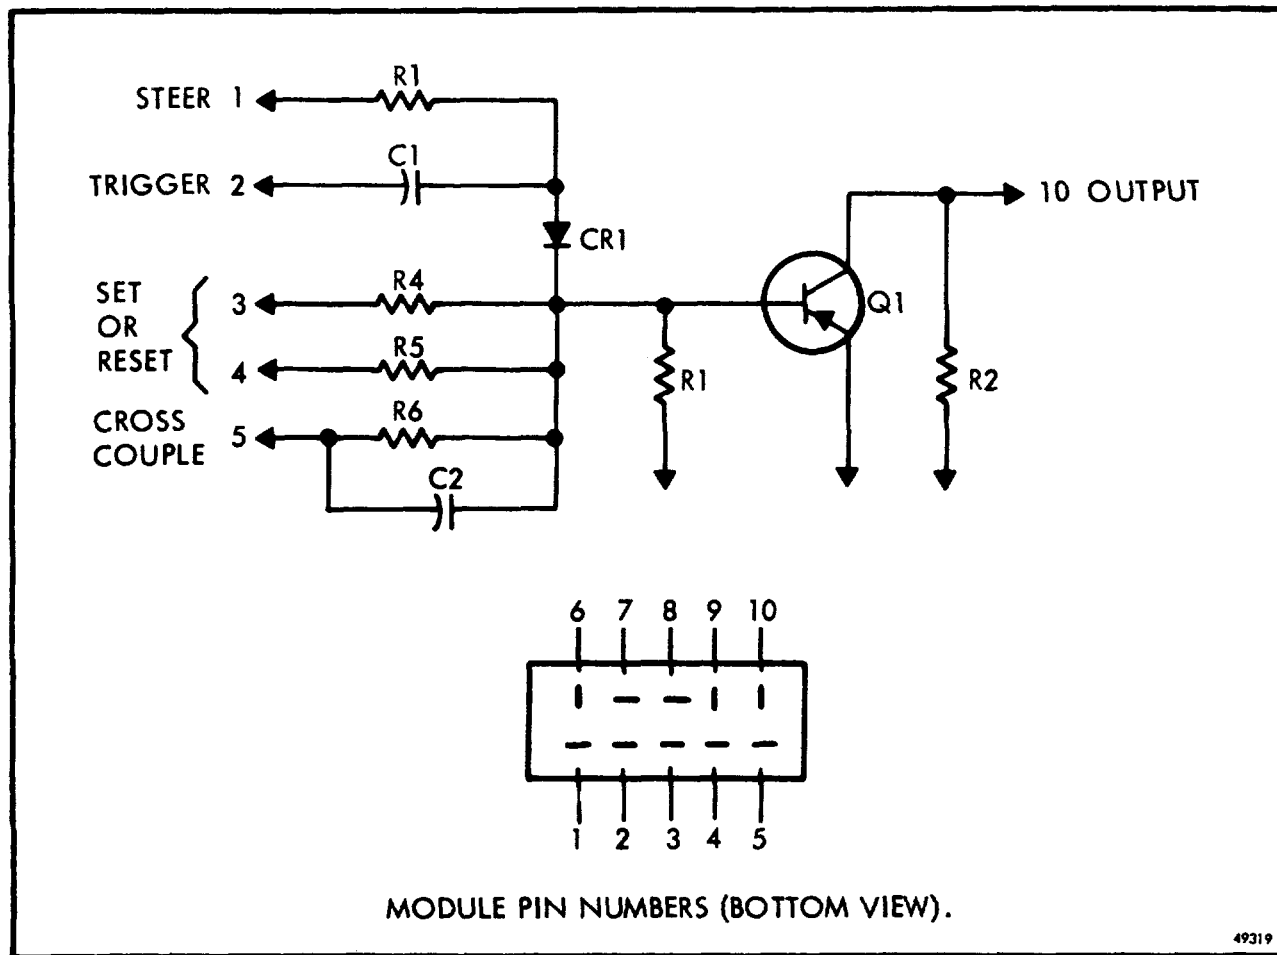 R1
STEER 1
C1
TRIGGER 2
10 OUTPUT
CR1
SET OR RESET
3
R4
Q1
4
R5
R1
R2
CROSS COUPLE
5
R6
C2
6 7 8 9 10
1 2 3 4 5
MODULE PIN NUMBERS (BOTTOM VIEW).
49319